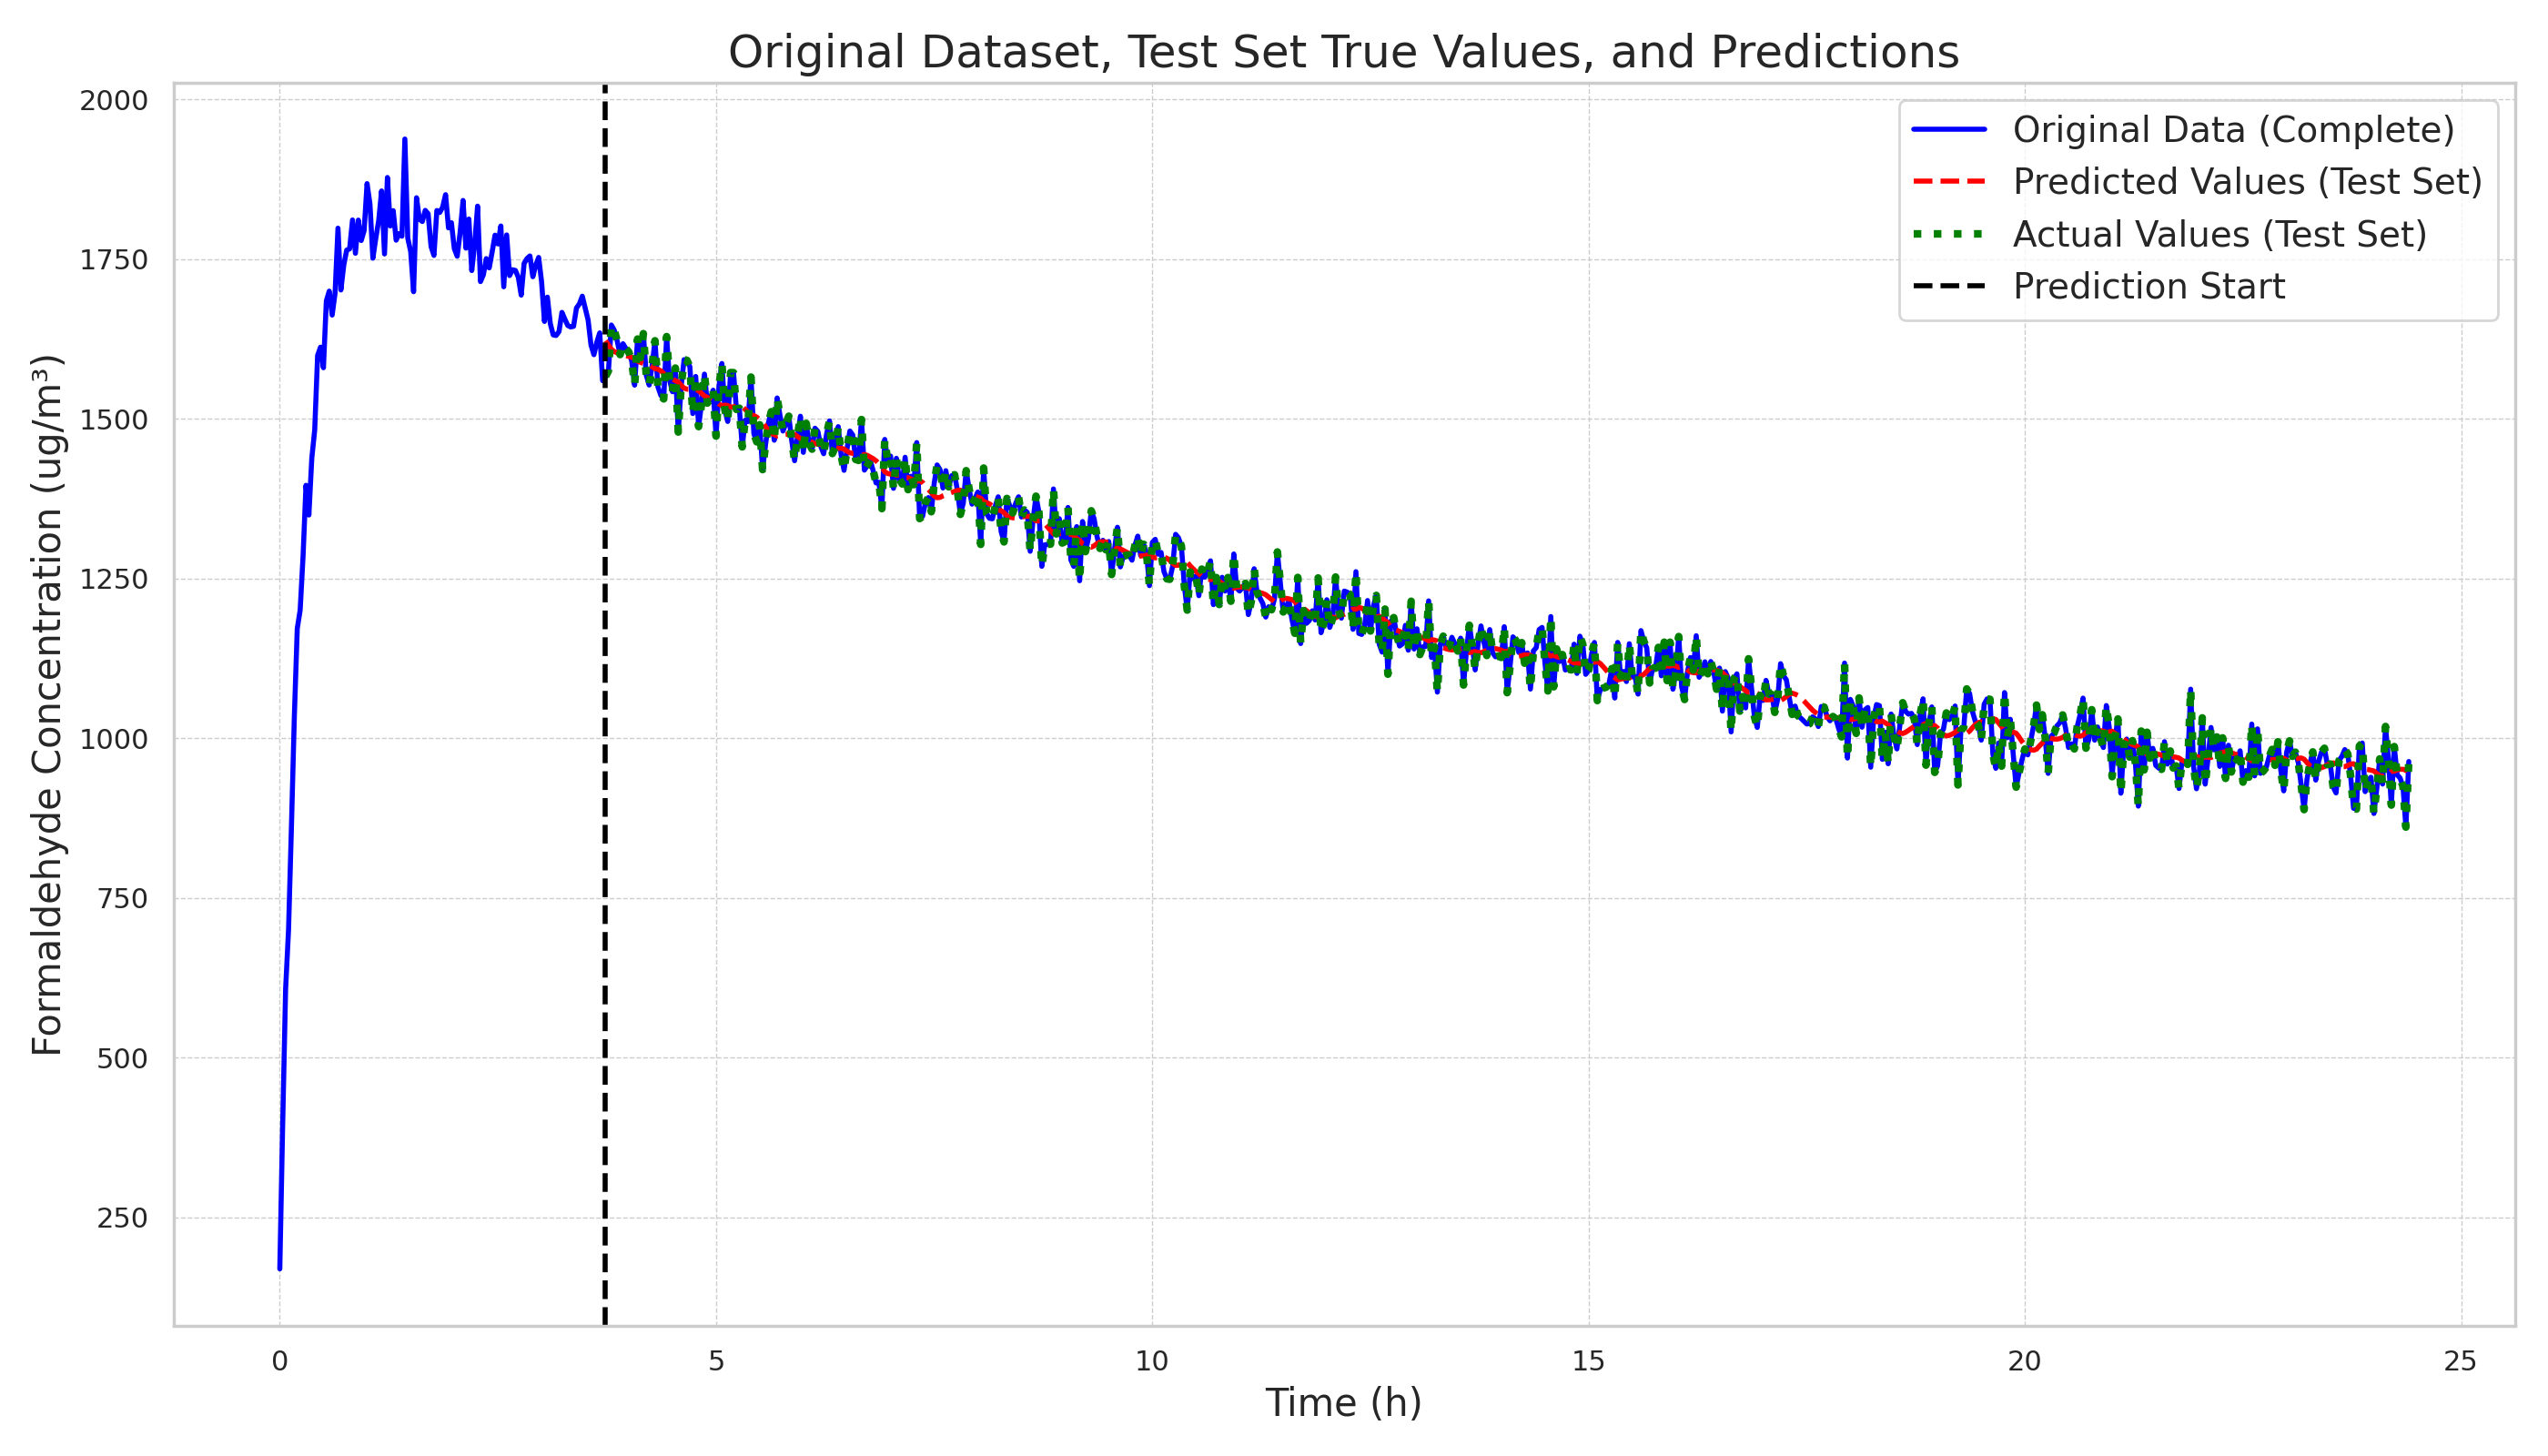 Original Dataset, Test Set True Values, and Predictions
Original Data (Complete)
Predicted Values (Test Set)
Actual Values (Test Set)
Prediction Start
Formaldehyde Concentration (ug/m³)
2000
1750
1500
1250
1000
750
500
250
0
5
10
15
20
25
Time (h)